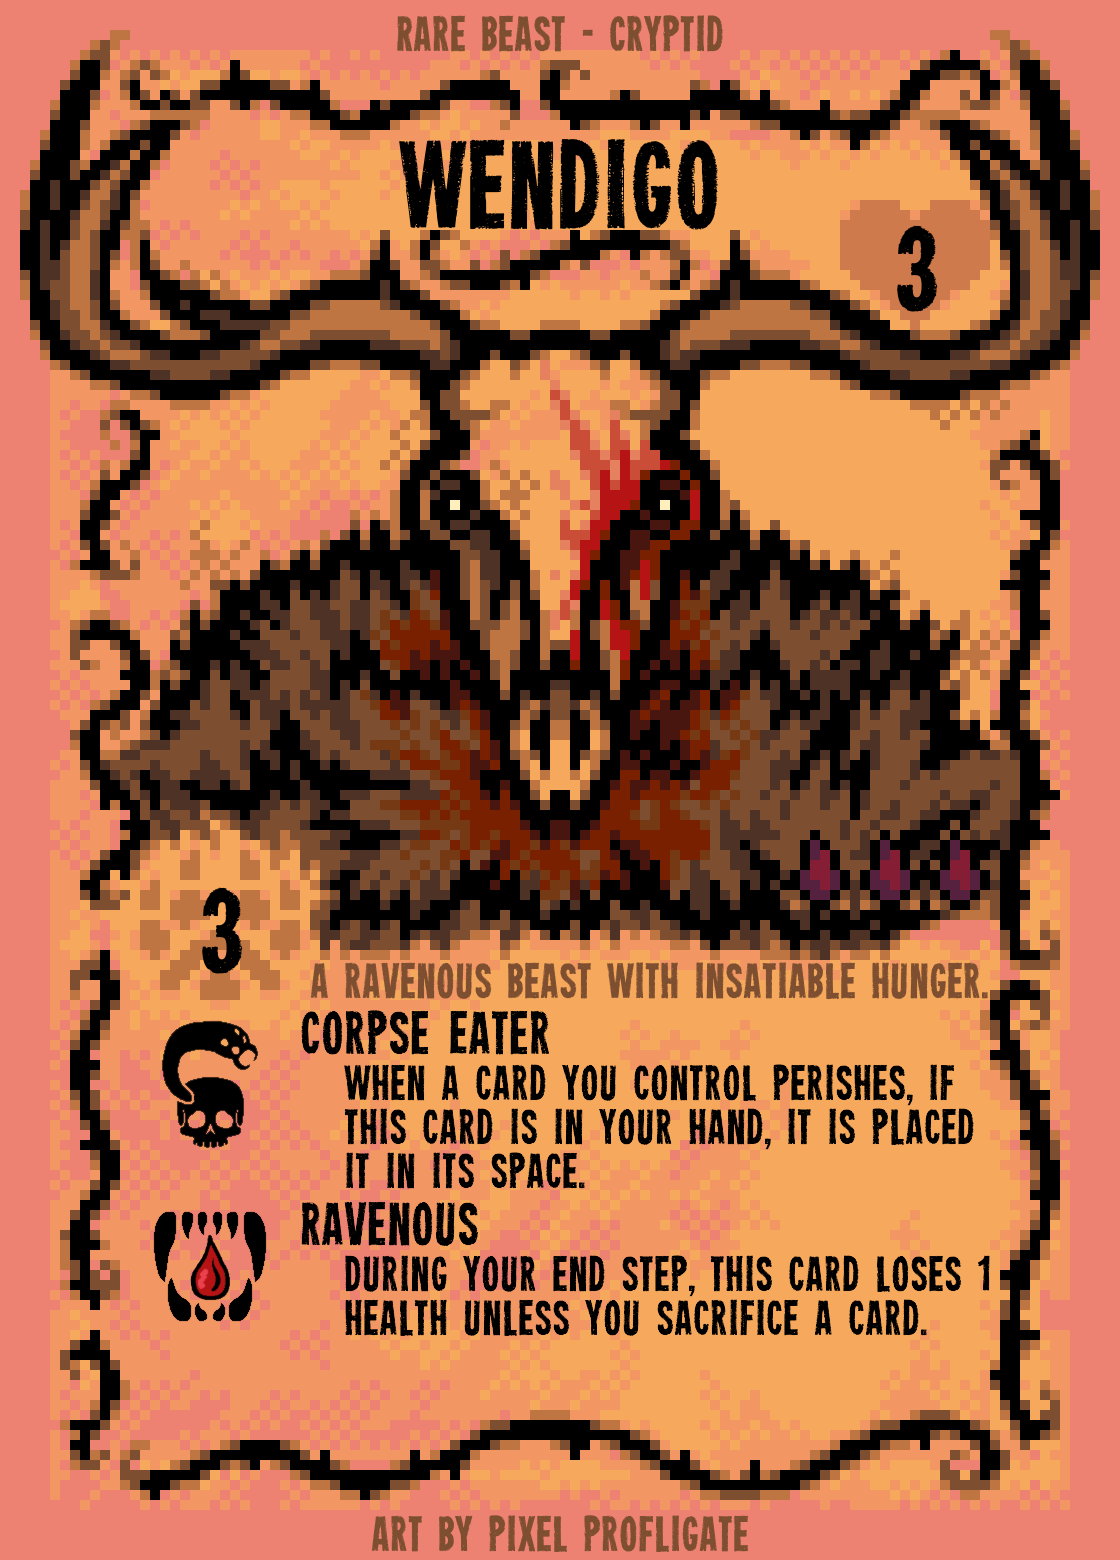 RARE BEAST - CRYPTID
WENDIGO
3
3
A RAVENOUS BEAST WITH INSATIABLE HUNGER.
CORPSE EATER
WHEN A CARD YOU CONTROL PERISHES, IF
THIS CARD IS IN YOUR HAND, IT IS PLACED
IT IN ITS SPACE.
RAVENOUS
DURING YOUR END STEP, THIS CARD LOSES 1
HEALTH UNLESS YOU SACRIFICE A CARD.
ART BY PIXEL PROFLIGATE